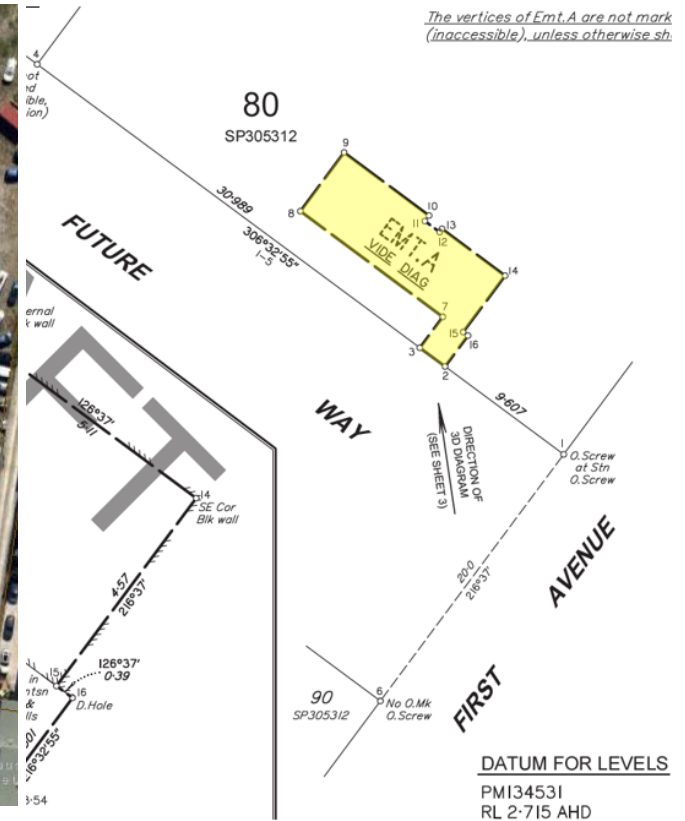 The vertices of Emt.A are not mark
(inaccessible), unless otherwise sh
4
80
SP305312
9
30·989
306°32'55"
1-5
8
10
11
13
12
EMT.A
VIDE DIAG
14
7
15
16
3
2
FUTURE
WAY
9·607
DIRECTION OF
3D DIAGRAM
(SEE SHEET 3)
1
O.Screw
at Stn
O.Screw
126°37'
5·11
14
SE Cor
Blk wall
4·57
216°37'
15
126°37'
0·39
16
D.Hole
20·0
216°37'
FIRST
AVENUE
90
SP305312
6
No O.Mk
O.Screw
DATUM FOR LEVELS
PM134531
RL 2·715 AHD